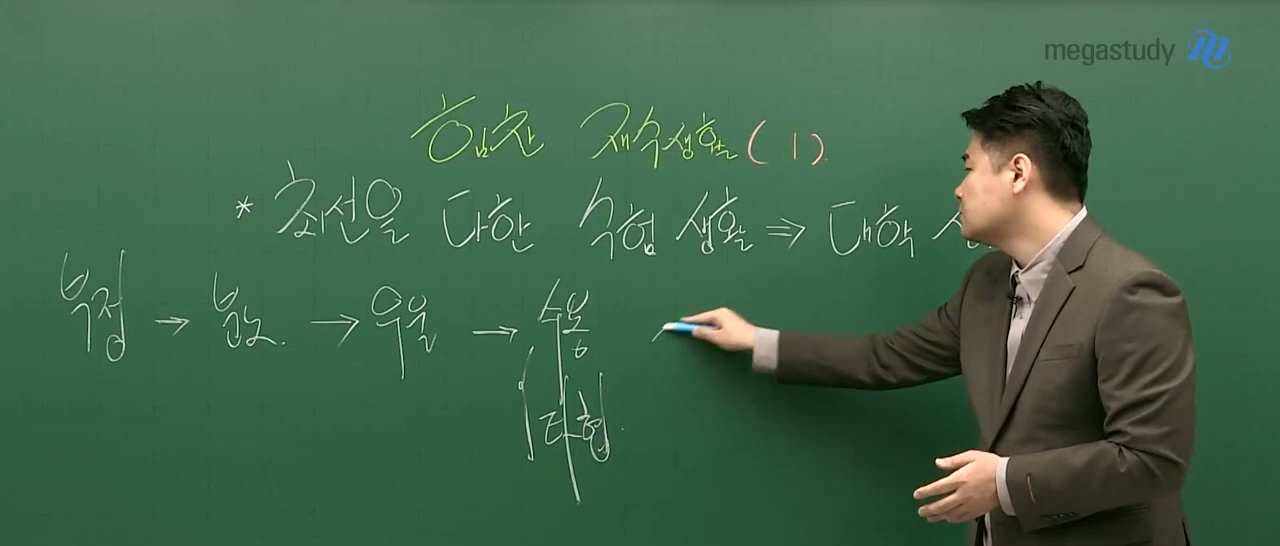 megastudy
힘찬 재수생활 (1).
* 최선을 다한 수험생활 ⇒ 대학
부정 → 분노. → 우울 → 수용
타협.